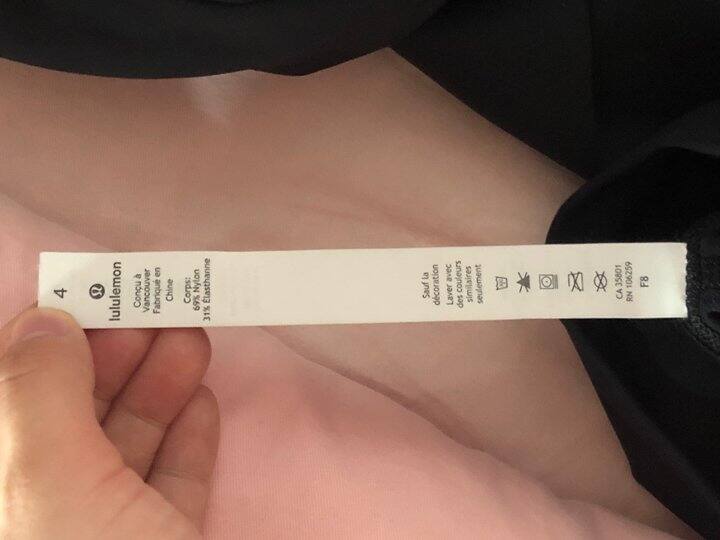 4
lululemon
Conçu à
Vancouver
Fabriqué en
Chine
Corps:
69% Nylon
31% Élasthanne
Sauf la
décoration
Laver avec
des couleurs
similaires
seulement
CA 35801
RN 106259
F8